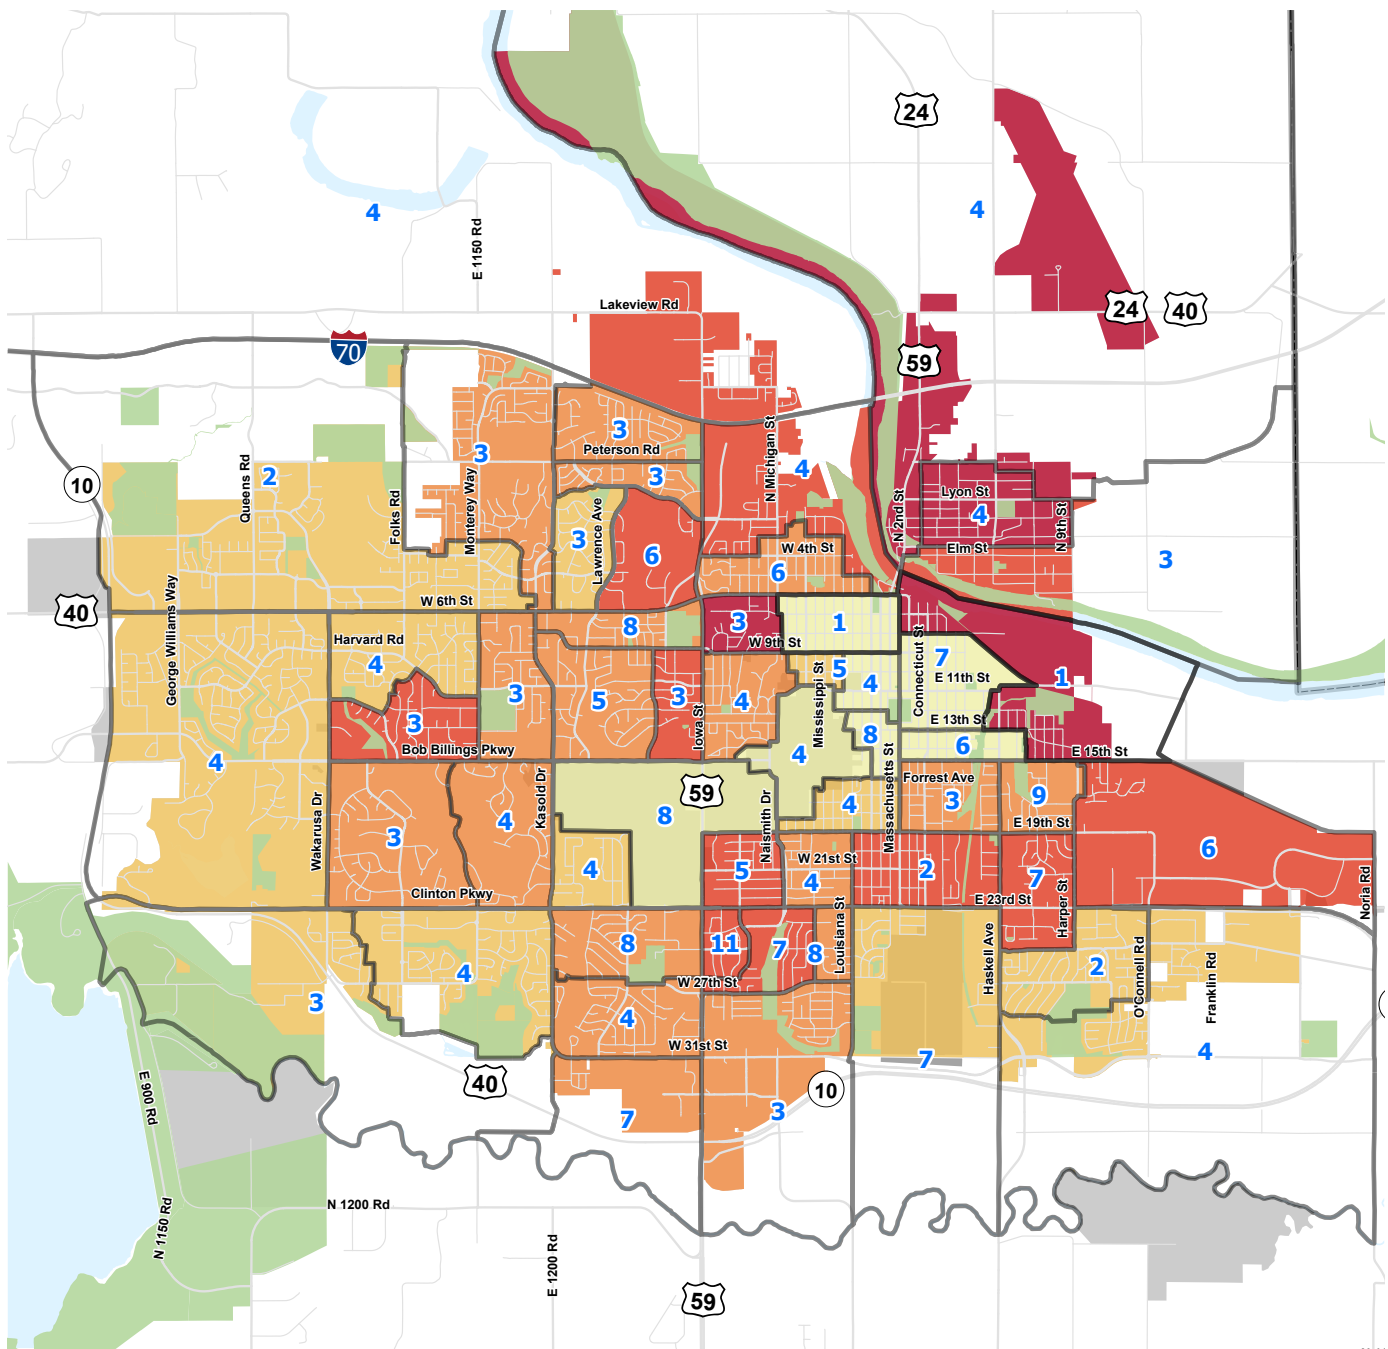 24
4
4
E 1150 Rd
Lakeview Rd
24
40
70
59
3
Peterson Rd
3
N Michigan St
4
3
Queens Rd
2
10
Folks Rd
Monterey Way
Lawrence Ave
3
6
N 2nd St
Lyon St
4
N 9th St
Elm St
3
W 4th St
6
40
George Williams Way
W 6th St
Harvard Rd
4
8
3
W 9th St
1
Connecticut St
7
E 11th St
1
5
4
Mississippi St
3
3
5
3
Iowa St
4
E 13th St
8
6
E 15th St
Bob Billings Pkwy
4
4
Wakarusa Dr
Kasold Dr
59
8
Naismith Dr
Massachusetts St
Forrest Ave
3
9
4
E 19th St
3
4
4
5
W 21st St
4
2
7
6
Clinton Pkwy
E 23rd St
Harper St
Noria Rd
8
11
7
8
Louisiana St
Haskell Ave
2
O'Connell Rd
Franklin Rd
4
3
W 27th St
4
W 31st St
7
4
40
10
E 900 Rd
7
3
N 1200 Rd
N 1150 Rd
E 1200 Rd
59